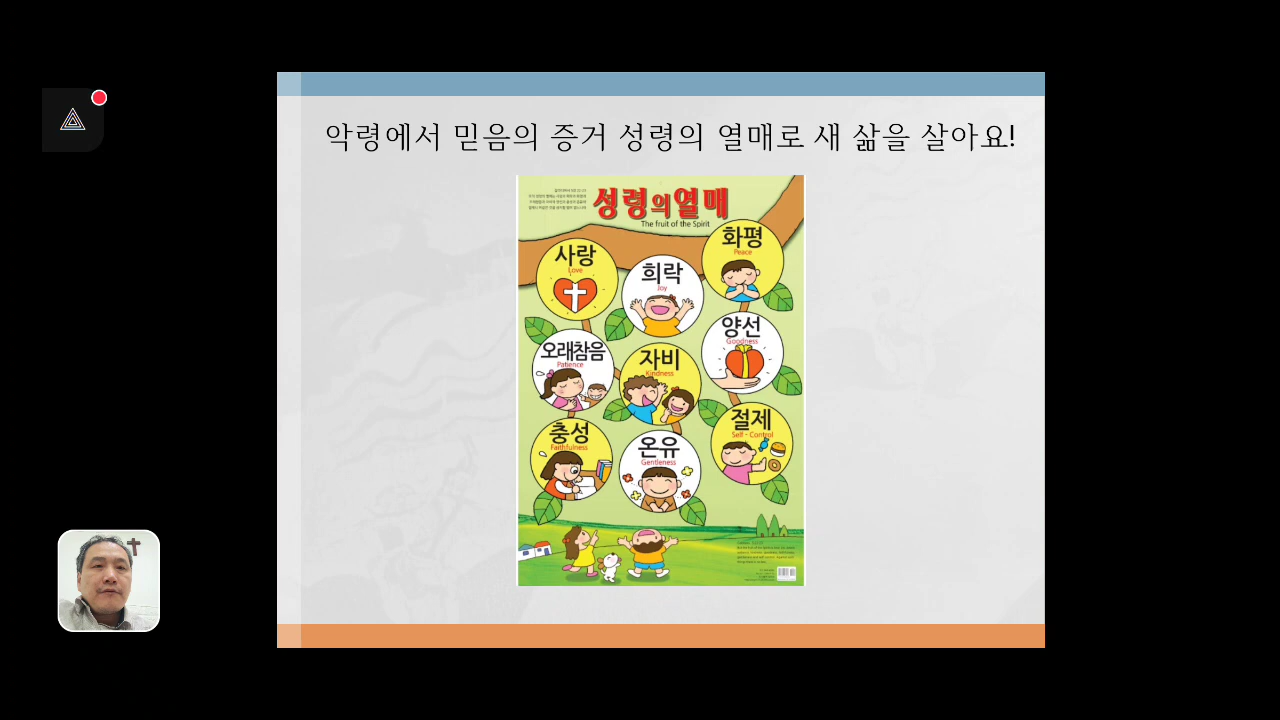 악령에서 믿음의 증거 성령의 열매로 새 삶을 살아요!
성령의열매
The fruit of the Spirit
사랑
Love
희락
Joy
화평
Peace
오래참음
Patience
자비
Kindness
양선
Goodness
충성
Faithfulness
온유
Gentleness
절제
Self - Control